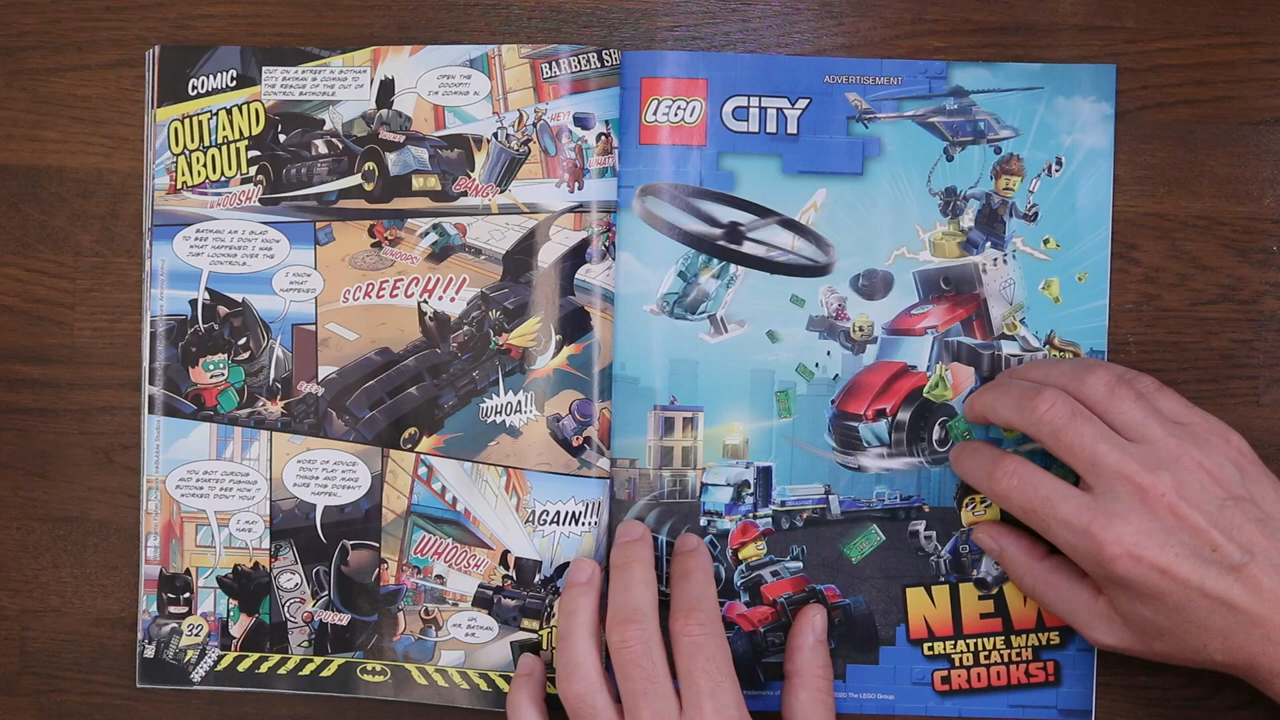 COMIC
OUT AND
ABOUT
OUT ON A STREET IN GOTHAM
CITY BATMAN IS COMING TO
THE RESCUE OF THE OUT OF
CONTROL BATMOBILE.
OPEN THE
COCKPIT!
I'M COMING IN.
BARBER SH
HEY!
WHAT?
WHOOSH!
BANG!
BATMAN! AM I GLAD
TO SEE YOU. I DON'T KNOW
WHAT HAPPENED. I WAS
JUST LOOKING OVER THE
CONTROLS...
I KNOW
WHAT
HAPPENED.
BEEP!
WHOOPS!
SCREECH!!
WHOA!!
YOU GOT CURIOUS
AND STARTED PUSHING
BUTTONS TO SEE HOW IT
WORKED, DIDN'T YOU?
I MAY
HAVE...
WORD OF ADVICE:
DON'T PLAY WITH
THINGS AND MAKE
SURE THIS DOESN'T
HAPPEN...
PUSH!
AGAIN!!!
WHOOSH!
UM,
MR. BATMAN,
SIR...
32
ADVERTISEMENT
LEGO
CITY
NEW
CREATIVE WAYS
TO CATCH
CROOKS!
2020 The LEGO Group.